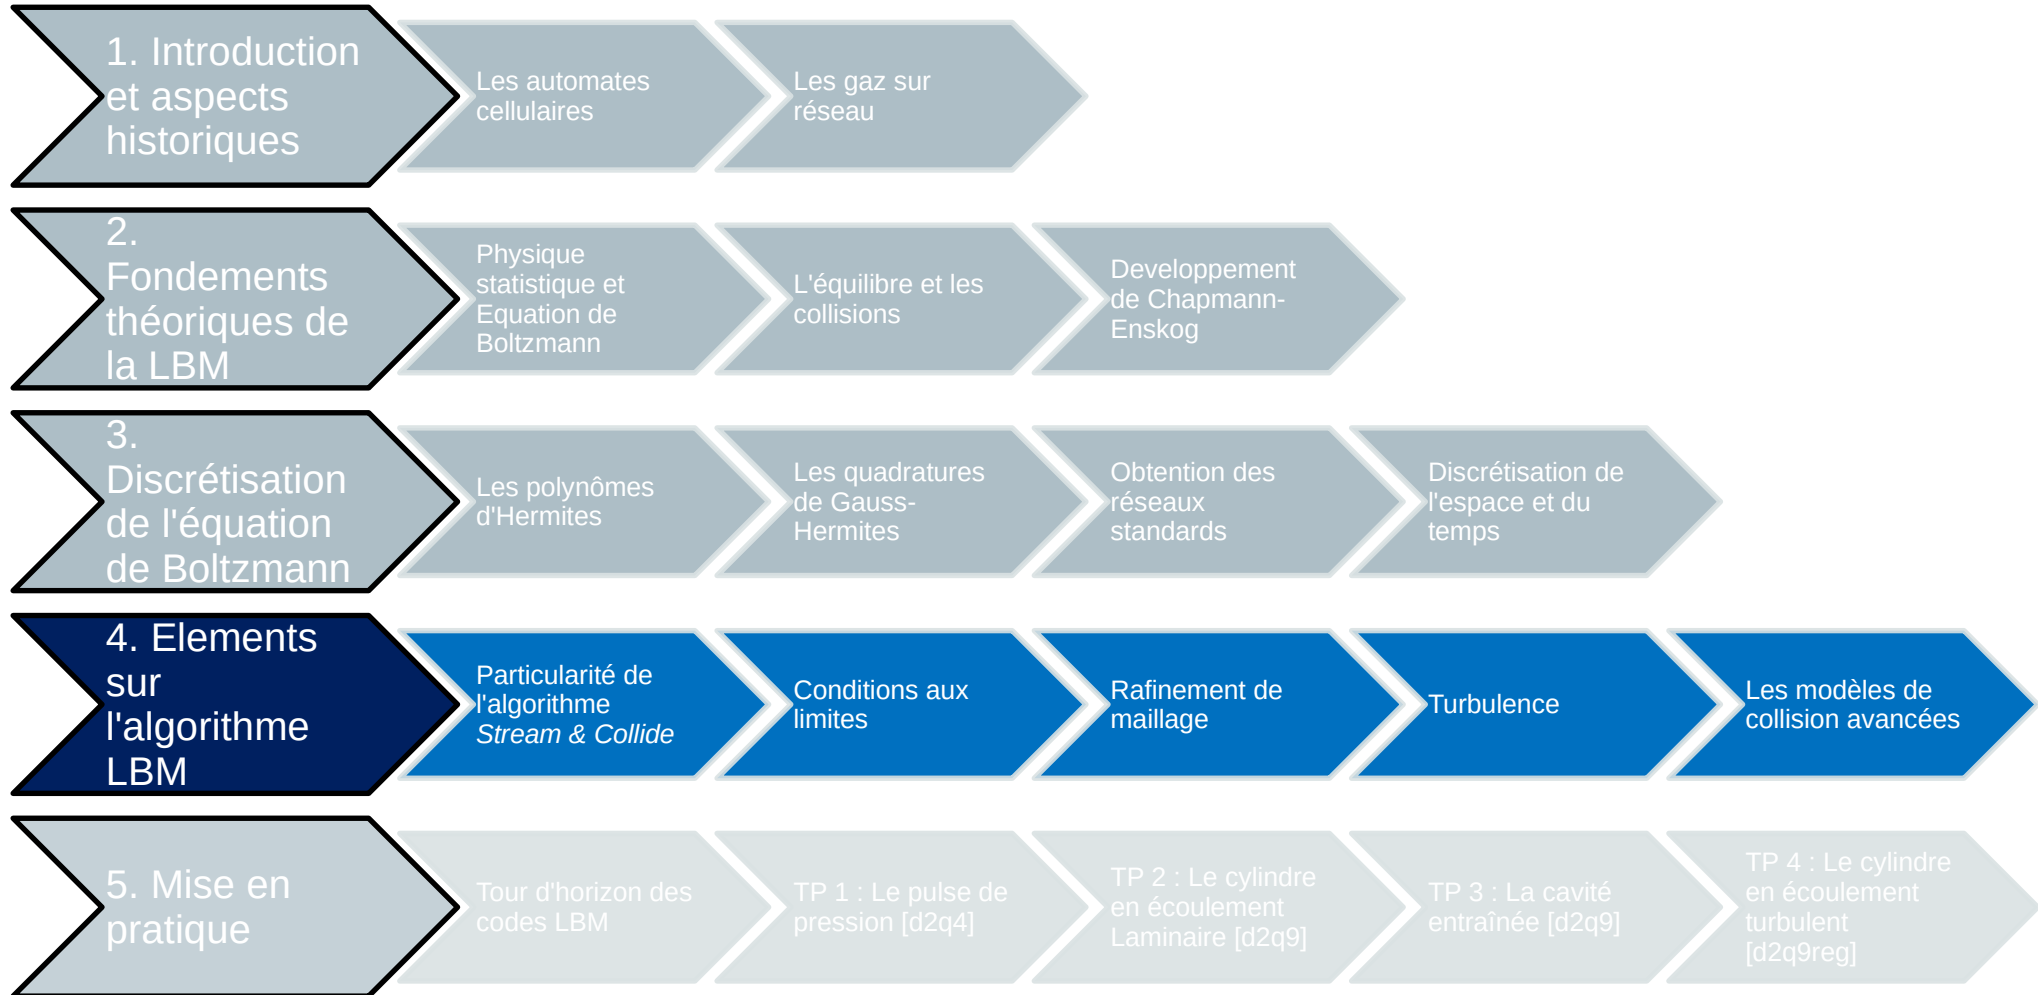 1. Introduction
et aspects
historiques
Les automates
cellulaires
Les gaz sur
réseau
2.
Fondements
théoriques de
la LBM
Physique
statistique et
Equation de
Boltzmann
L'équilibre et les
collisions
Developpement
de Chapmann-
Enskog
3.
Discrétisation
de l'équation
de Boltzmann
Les polynômes
d'Hermites
Les quadratures
de Gauss-
Hermites
Obtention des
réseaux
standards
Discrétisation de
l'espace et du
temps
4. Elements
sur
l'algorithme
LBM
Particularité de
l'algorithme
Stream & Collide
Conditions aux
limites
Rafinement de
maillage
Turbulence
Les modèles de
collision avancées
5. Mise en
pratique
Tour d'horizon des
codes LBM
TP 1 : Le pulse de
pression [d2q4]
TP 2 : Le cylindre
en écoulement
Laminaire [d2q9]
TP 3 : La cavité
entraînée [d2q9]
TP 4 : Le cylindre
en écoulement
turbulent
[d2q9reg]